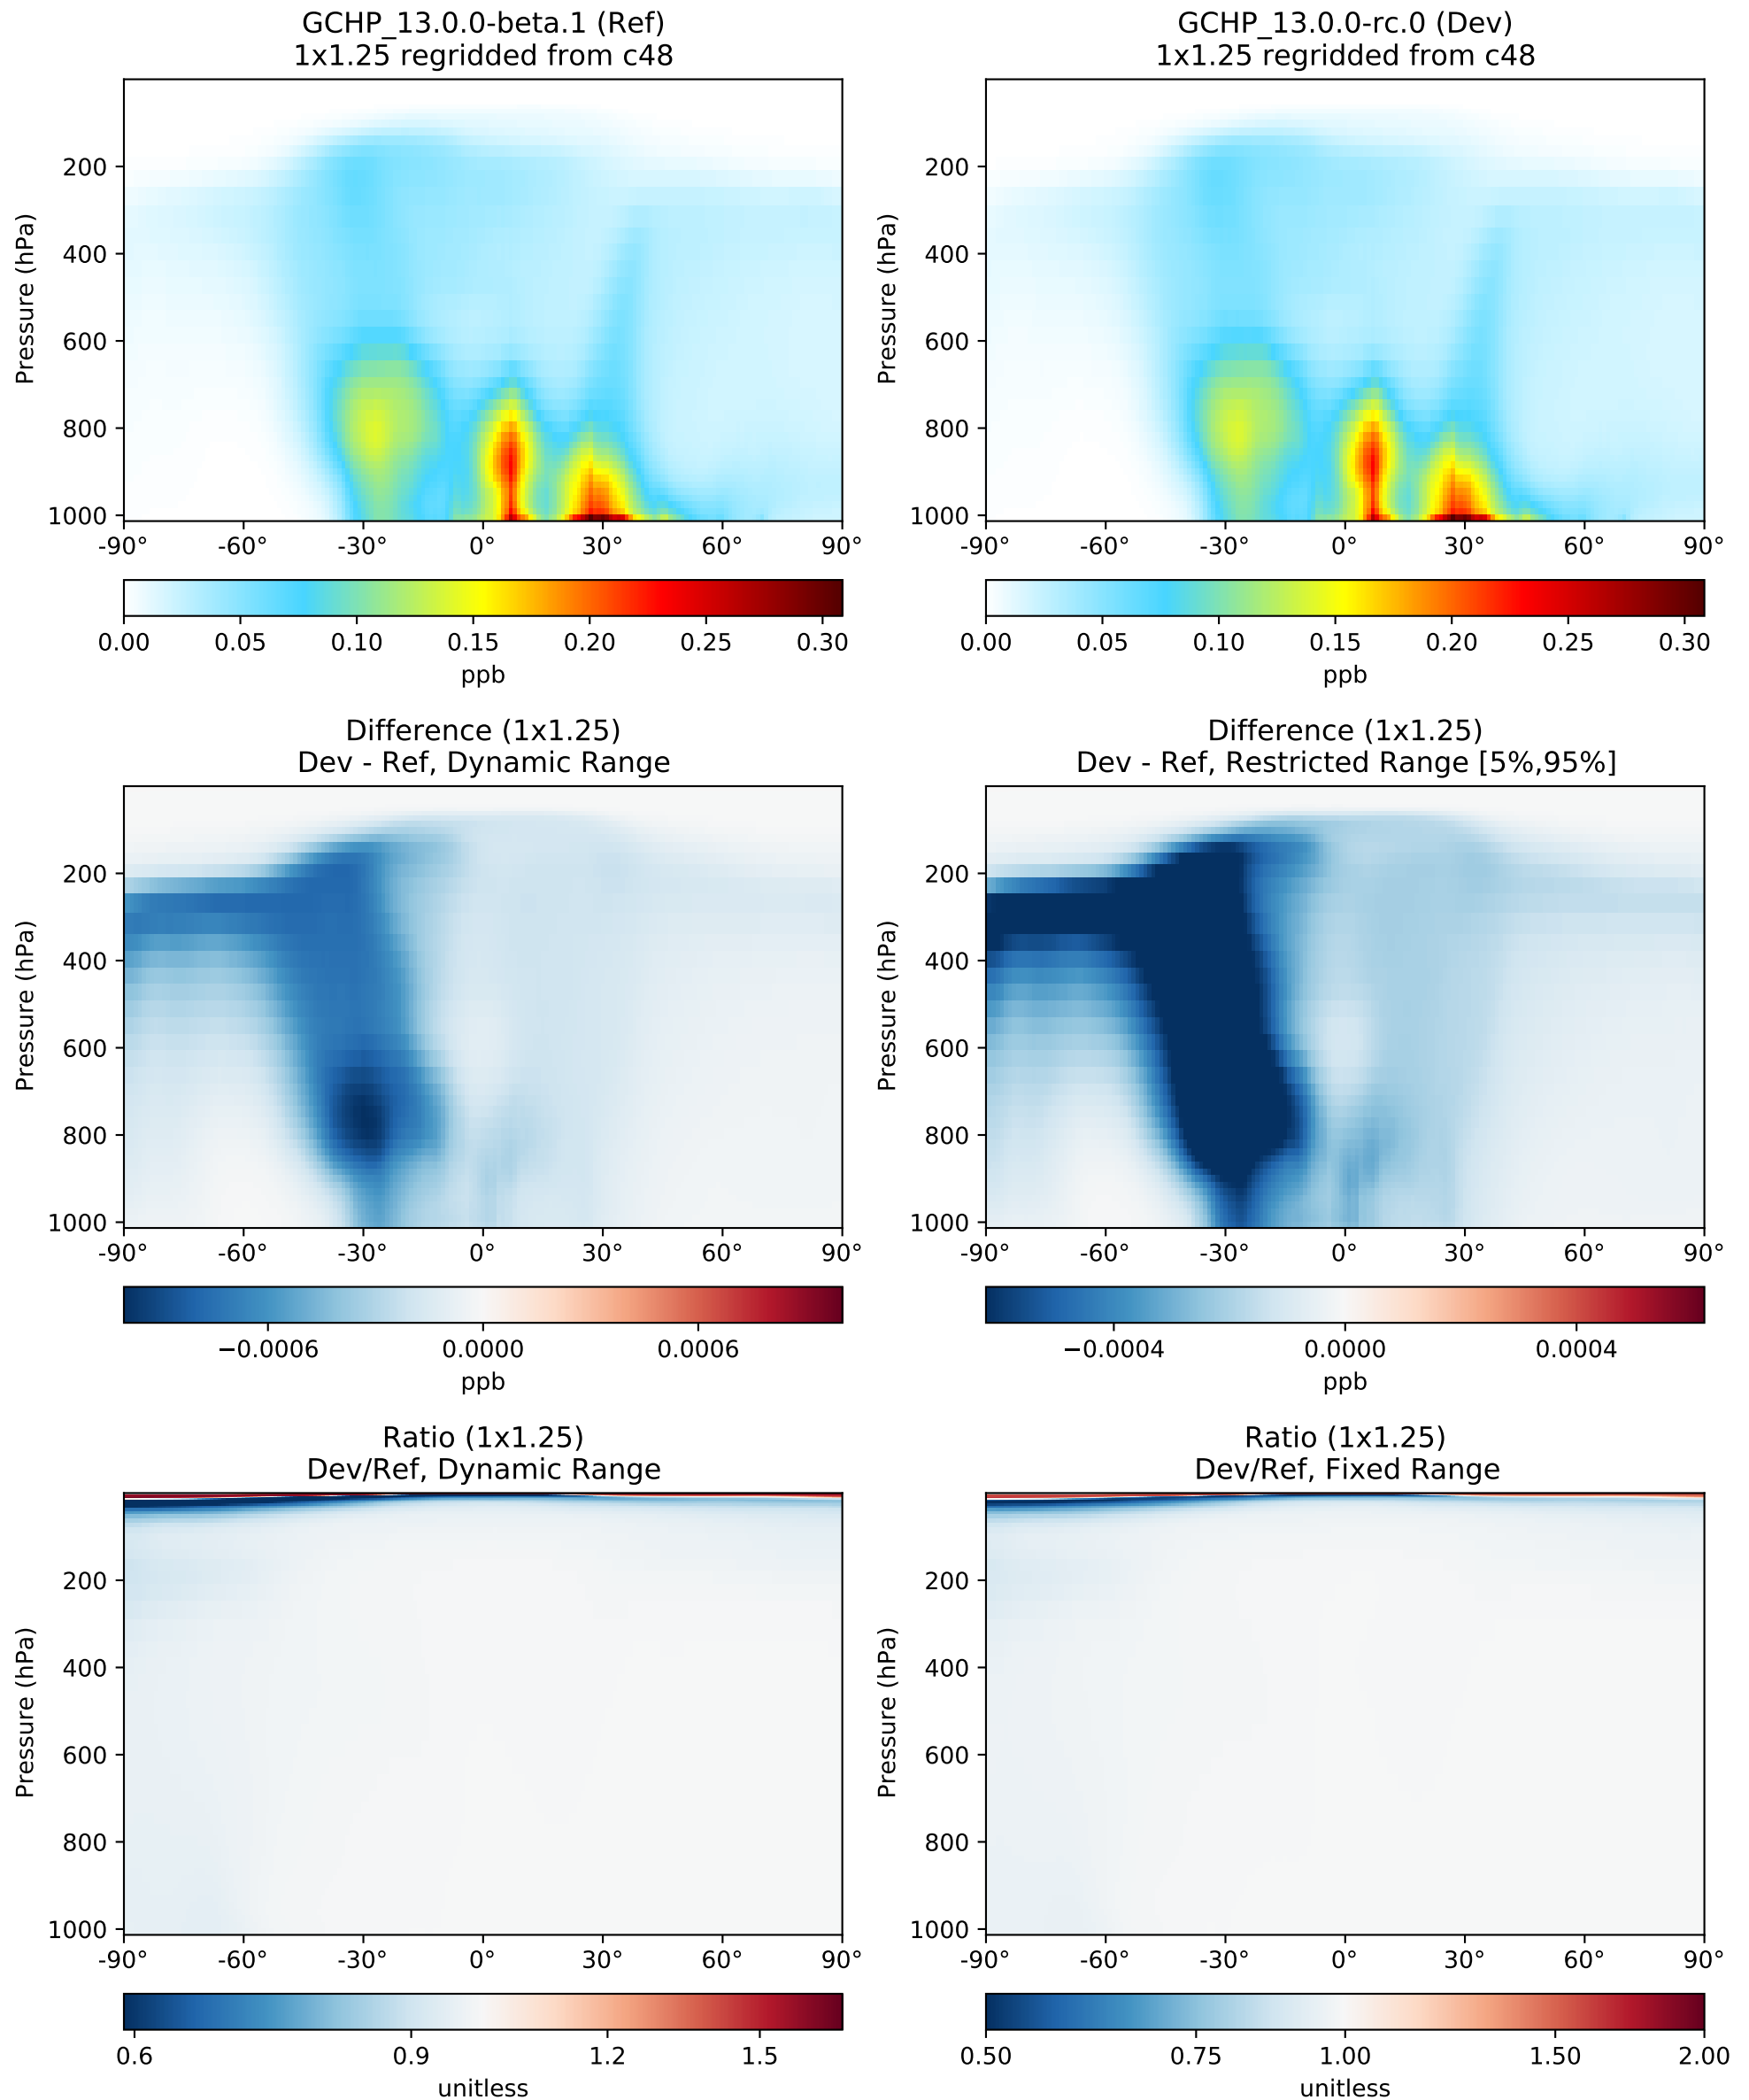 GCHP_13.0.0-beta.1 (Ref)
1x1.25 regridded from c48
Pressure (hPa)
200
400
600
800
1000
-90° -60° -30° 0° 30° 60° 90°
0.00 0.05 0.10 0.15 0.20 0.25 0.30
ppb
GCHP_13.0.0-rc.0 (Dev)
1x1.25 regridded from c48
Pressure (hPa)
200
400
600
800
1000
-90° -60° -30° 0° 30° 60° 90°
0.00 0.05 0.10 0.15 0.20 0.25 0.30
ppb
Difference (1x1.25)
Dev - Ref, Dynamic Range
Pressure (hPa)
200
400
600
800
1000
-90° -60° -30° 0° 30° 60° 90°
−0.0006 0.0000 0.0006
ppb
Difference (1x1.25)
Dev - Ref, Restricted Range [5%,95%]
Pressure (hPa)
200
400
600
800
1000
-90° -60° -30° 0° 30° 60° 90°
−0.0004 0.0000 0.0004
ppb
Ratio (1x1.25)
Dev/Ref, Dynamic Range
Pressure (hPa)
200
400
600
800
1000
-90° -60° -30° 0° 30° 60° 90°
0.6 0.9 1.2 1.5
unitless
Ratio (1x1.25)
Dev/Ref, Fixed Range
Pressure (hPa)
200
400
600
800
1000
-90° -60° -30° 0° 30° 60° 90°
0.50 0.75 1.00 1.50 2.00
unitless